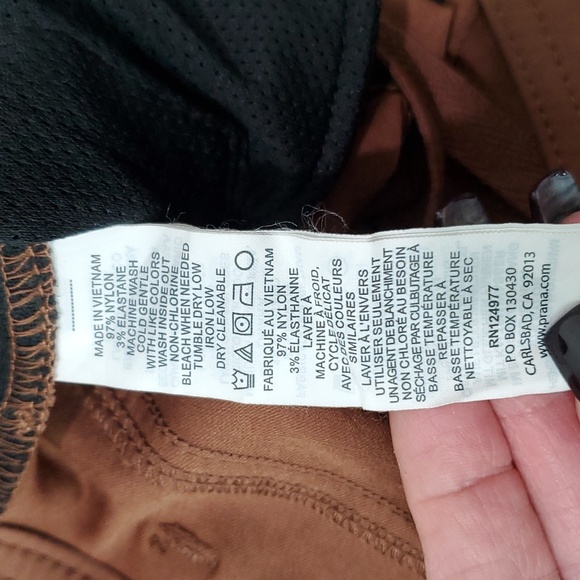 MADE IN VIETNAM
97% NYLON
3% ELASTANE
MACHINE WASH
COLD GENTLE
WITH LIKE COLORS
WASH INSIDE OUT
NON-CHLORINE
BLEACH WHEN NEEDED
TUMBLE DRY LOW
IRON LOW
DRY CLEANABLE
FABRIQUÉ AU VIETNAM
97% NYLON
3% ELASTHANNE
LAVER À
MACHINE À FROID,
CYCLE DÉLICAT
AVEC DES COULEURS
SIMILAIRES
LAVER À L'ENVERS
UTILISER SEULEMENT
UN AGENT DE BLANCHIMENT
NON CHLORÉ AU BESOIN
SÉCHAGE PAR CULBUTAGE À
BASSE TEMPÉRATURE
REPASSER À
BASSE TEMPÉRATURE
NETTOYABLE À SEC
RN124977
PO BOX 130430
CARLSBAD, CA 92013
www.prana.com